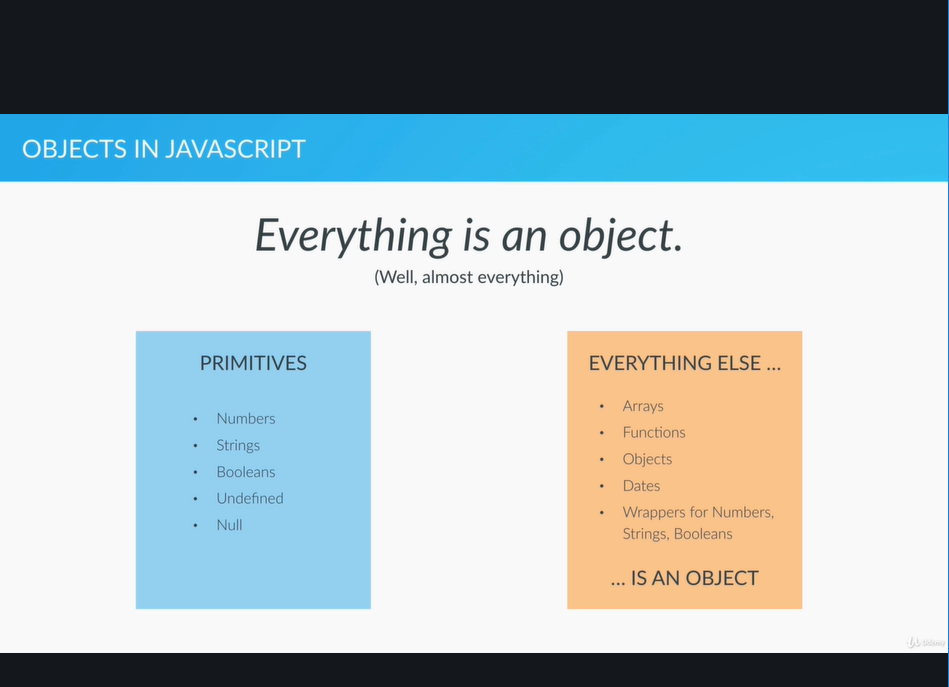 OBJECTS IN JAVASCRIPT
Everything is an object.
(Well, almost everything)
PRIMITIVES
• Numbers
• Strings
• Booleans
• Undefined
• Null
EVERYTHING ELSE ...
• Arrays
• Functions
• Objects
• Dates
• Wrappers for Numbers,
Strings, Booleans
... IS AN OBJECT
Udemy